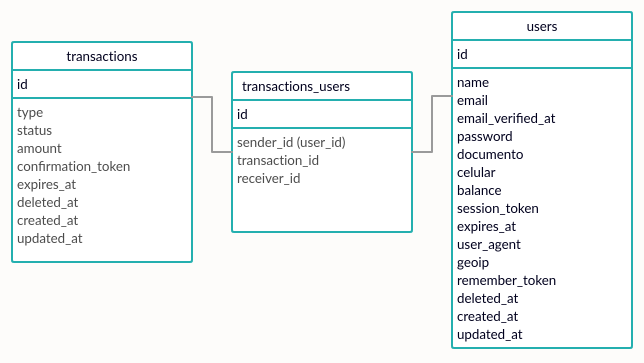 transactions
id
type
status
amount
confirmation_token
expires_at
deleted_at
created_at
updated_at
transactions_users
id
sender_id (user_id)
transaction_id
receiver_id
users
id
name
email
email_verified_at
password
documento
celular
balance
session_token
expires_at
user_agent
geoip
remember_token
deleted_at
created_at
updated_at